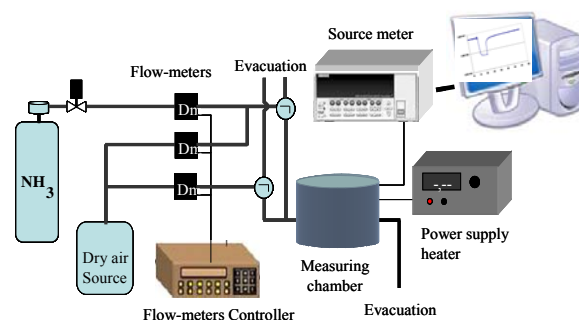 Source meter
Flow-meters
Evacuation
Dn
NH3
Dn
Dn
Dry air
Source
Power supply
heater
Measuring
chamber
Flow-meters Controller
Evacuation